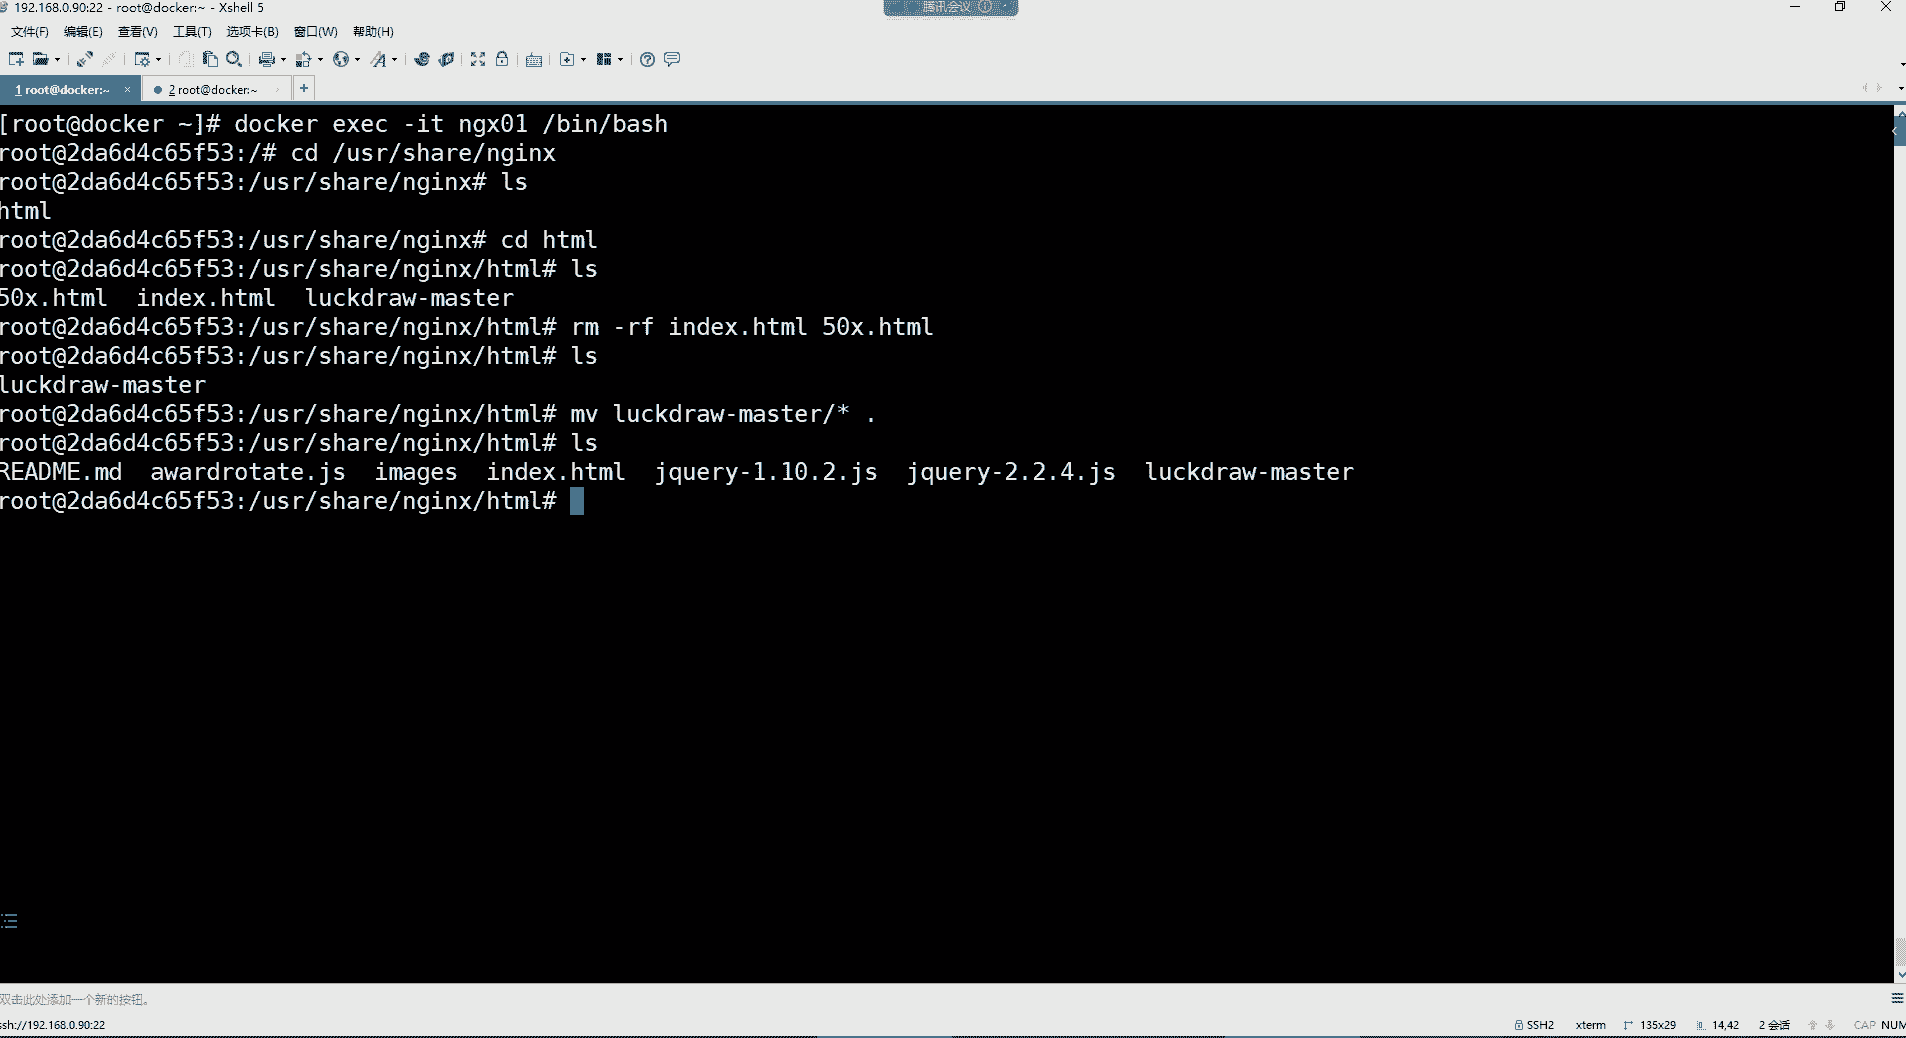 192.168.0.90:22 - root@docker:~ - Xshell 5
腾讯会议
文件(F) 编辑(E) 查看(V) 工具(T) 选项卡(B) 窗口(W) 帮助(H)
1 root@docker:~ × 2 root@docker:~ +
[root@docker ~]# docker exec -it ngx01 /bin/bash
root@2da6d4c65f53:/# cd /usr/share/nginx
root@2da6d4c65f53:/usr/share/nginx# ls
html
root@2da6d4c65f53:/usr/share/nginx# cd html
root@2da6d4c65f53:/usr/share/nginx/html# ls
50x.html index.html luckdraw-master
root@2da6d4c65f53:/usr/share/nginx/html# rm -rf index.html 50x.html
root@2da6d4c65f53:/usr/share/nginx/html# ls
luckdraw-master
root@2da6d4c65f53:/usr/share/nginx/html# mv luckdraw-master/* .
root@2da6d4c65f53:/usr/share/nginx/html# ls
README.md awardrotate.js images index.html jquery-1.10.2.js jquery-2.2.4.js luckdraw-master
root@2da6d4c65f53:/usr/share/nginx/html#
双击此处添加一个新的按钮。
ssh://192.168.0.90:22 SSH2 xterm 135x29 14,42 2 会话 CAP NUM